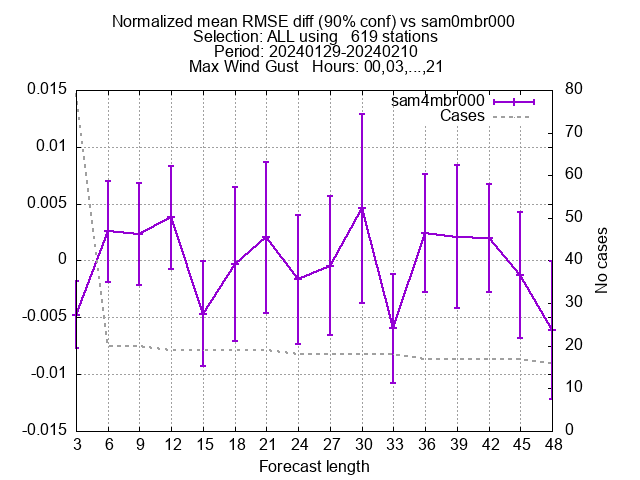 Normalized mean RMSE diff (90% conf) vs sam0mbr000
Selection: ALL using   619 stations
Period: 20240129-20240210
Max Wind Gust   Hours: 00,03,...,21
0.015
0.01
0.005
0
-0.005
-0.01
-0.015
80
70
60
50
40
30
20
10
0
No cases
sam4mbr000
Cases
3 6 9 12 15 18 21 24 27 30 33 36 39 42 45 48
Forecast length